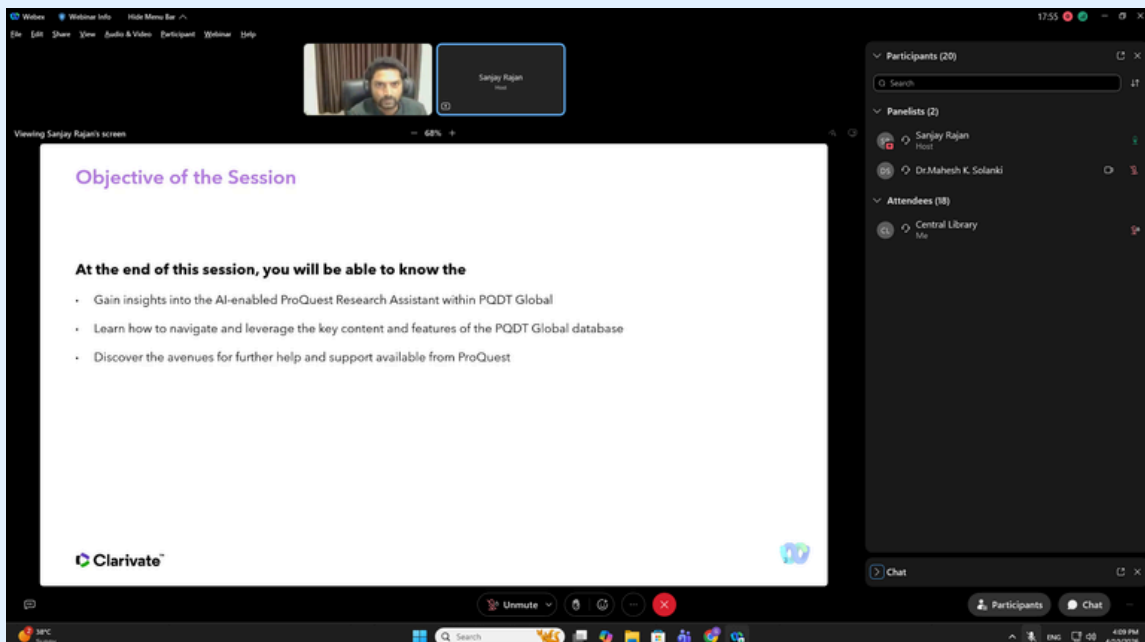 Webex Webinar Info Hide Menu Bar 17:55
File Edit Share View Audio & Video Participant Webinar Help
Sanjay Rajan
Host
Viewing Sanjay Rajan's screen
68%
Objective of the Session
At the end of this session, you will be able to know the
• Gain insights into the AI-enabled ProQuest Research Assistant within PQDT Global
• Learn how to navigate and leverage the key content and features of the PQDT Global database
• Discover the avenues for further help and support available from ProQuest
Clarivate™
Participants (20)
Search
Panelists (2)
Sanjay Rajan
Host
DS Dr.Mahesh K. Solanki
Attendees (18)
CL Central Library
Me
Chat
Unmute
Participants Chat
38°C
Search
ENG 4:09 PM